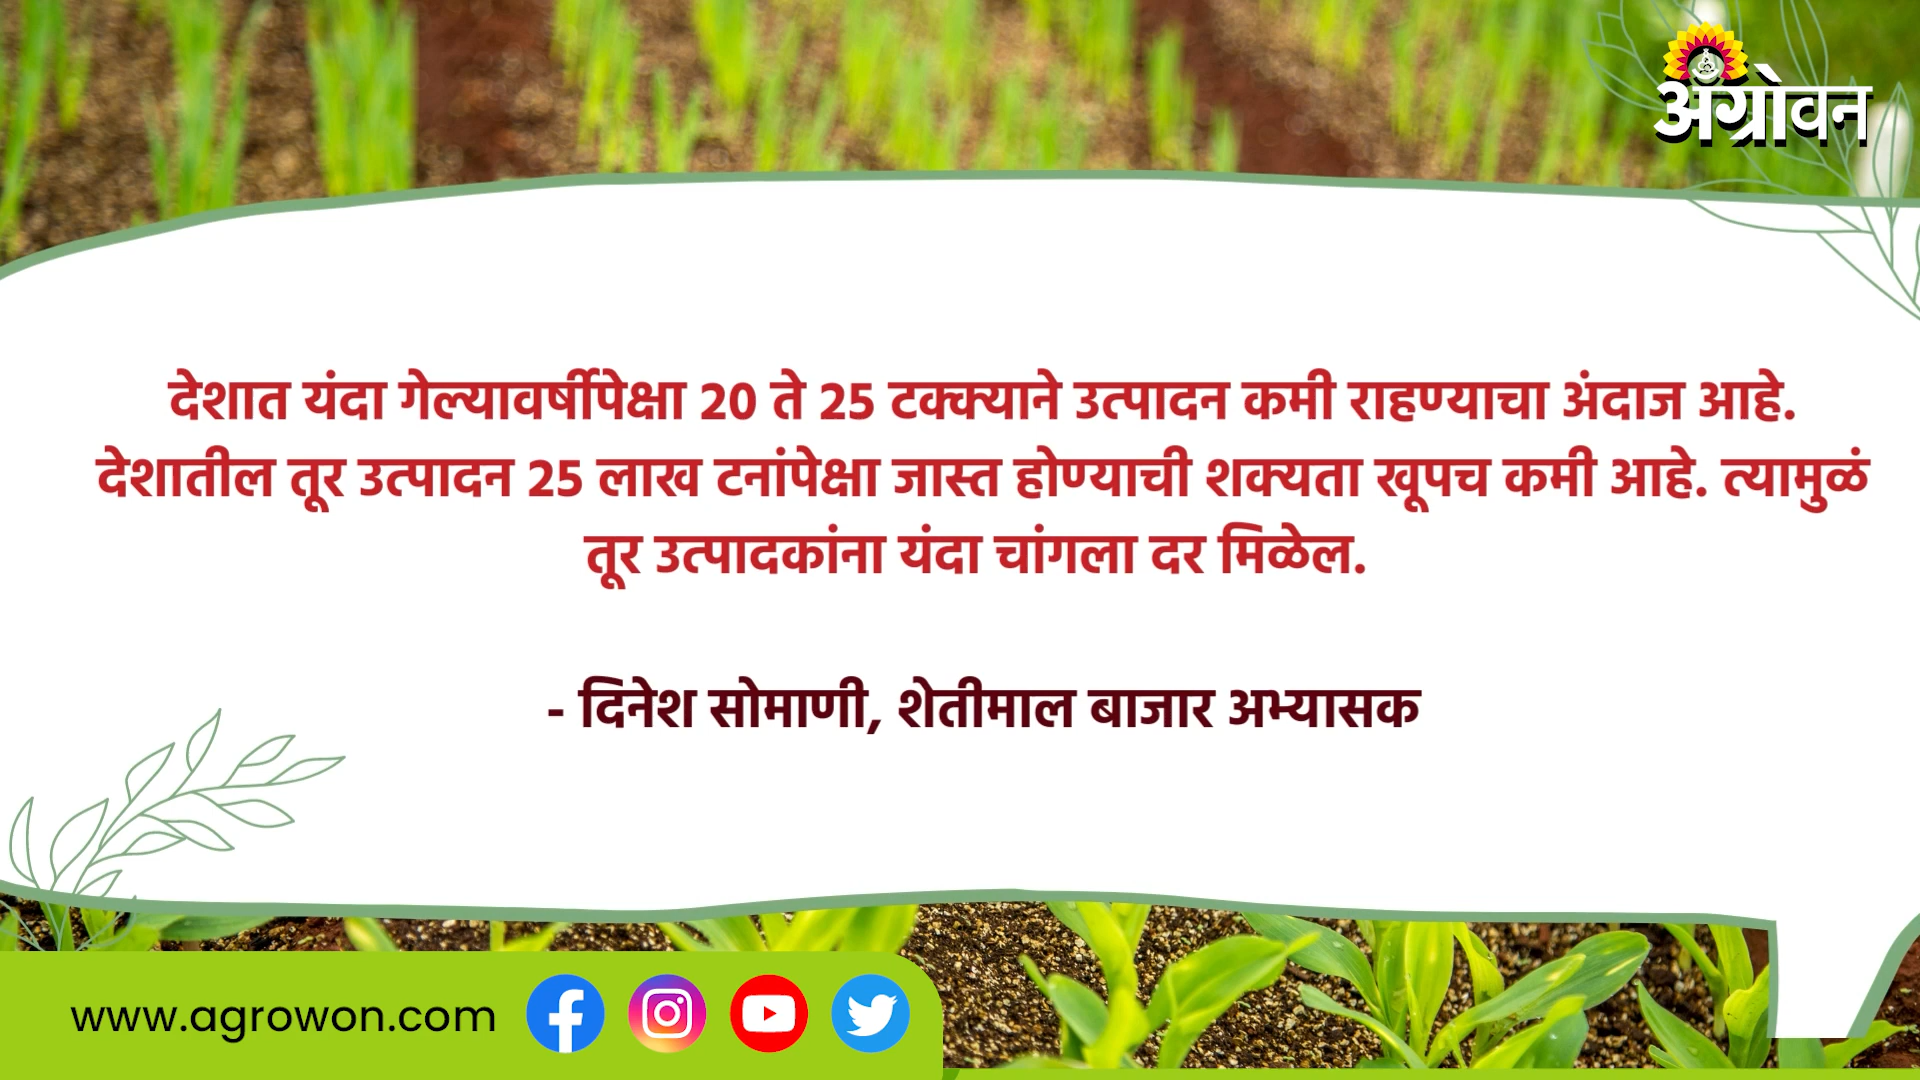 अॅग्रोवन
देशात यंदा गेल्यावर्षीपेक्षा 20 ते 25 टक्क्याने उत्पादन कमी राहण्याचा अंदाज आहे.
देशातील तूर उत्पादन 25 लाख टनांपेक्षा जास्त होण्याची शक्यता खूपच कमी आहे. त्यामुळं
तूर उत्पादकांना यंदा चांगला दर मिळेल.
- दिनेश सोमाणी, शेतीमाल बाजार अभ्यासक
www.agrowon.com